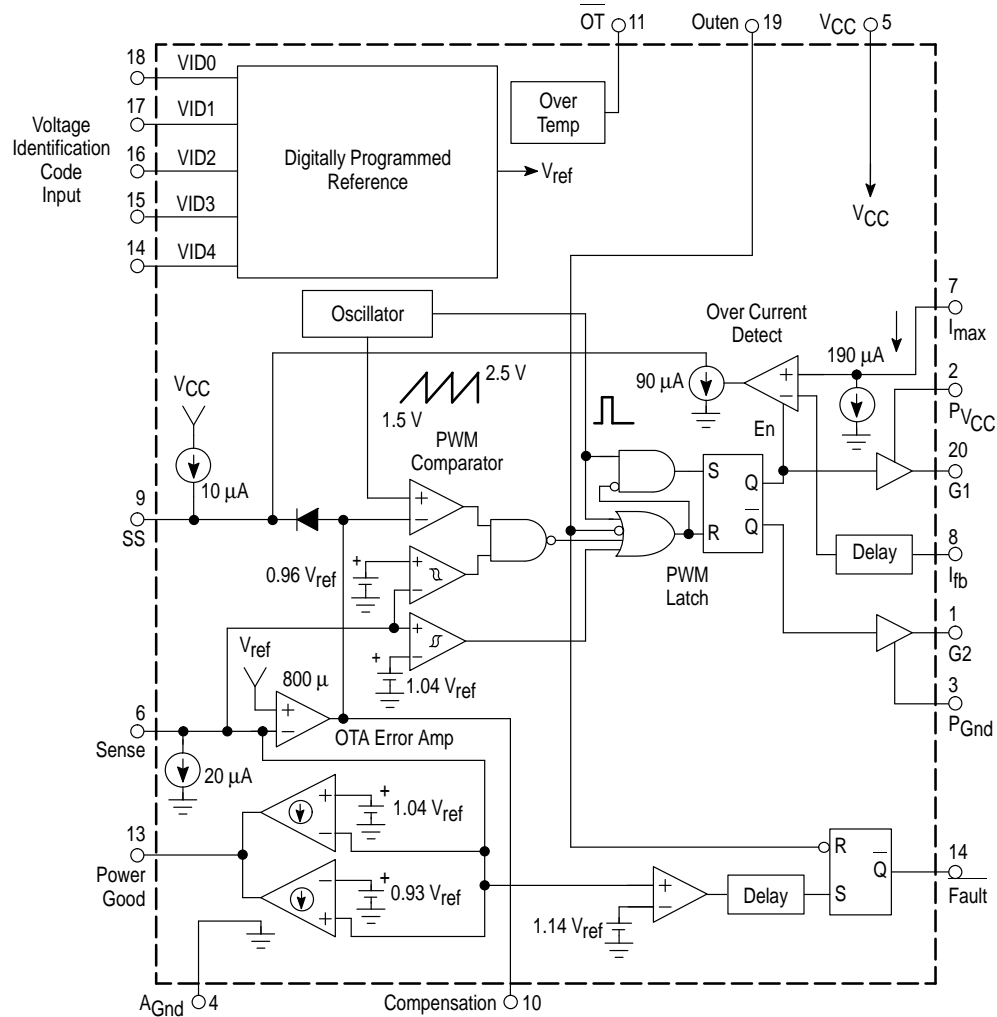 OT
11
Outen
19
VCC
5
18
VID0
17
VID1
16
VID2
15
VID3
14
VID4
Voltage
Identification
Code
Input
Digitally Programmed
Reference
Vref
Over
Temp
VCC
Oscillator
Over Current
Detect
7
Imax
190 µA
90 µA
2
PVCC
2.5 V
1.5 V
VCC
PWM
Comparator
En
20
G1
10 µA
9
SS
S
Q
R
Q
8
Ifb
Delay
0.96 Vref
PWM
Latch
1
G2
1.04 Vref
3
PGnd
Vref
800 µ
6
Sense
OTA Error Amp
20 µA
1.04 Vref
13
Power
Good
0.93 Vref
R
Q
S
14
Fault
Delay
1.14 Vref
AGnd
4
Compensation
10